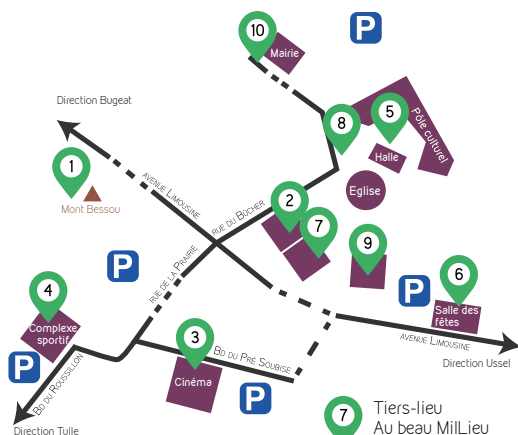 10
P
Mairie
Direction Bugeat
8
5
Pôle culturel
Halle
1
Avenue Limousine
Eglise
Mont Bessou
Rue du Bûcher
2
7
9
P
Rue de la Prairie
6
P
4
Salle des
fêtes
Complexe
sportif
3
Avenue Limousine
Bd du Pré Soubise
Direction Ussel
P
Bd du Roussillon
Cinéma
P
Direction Tulle
7
Tiers-lieu
Au beau MilLieu